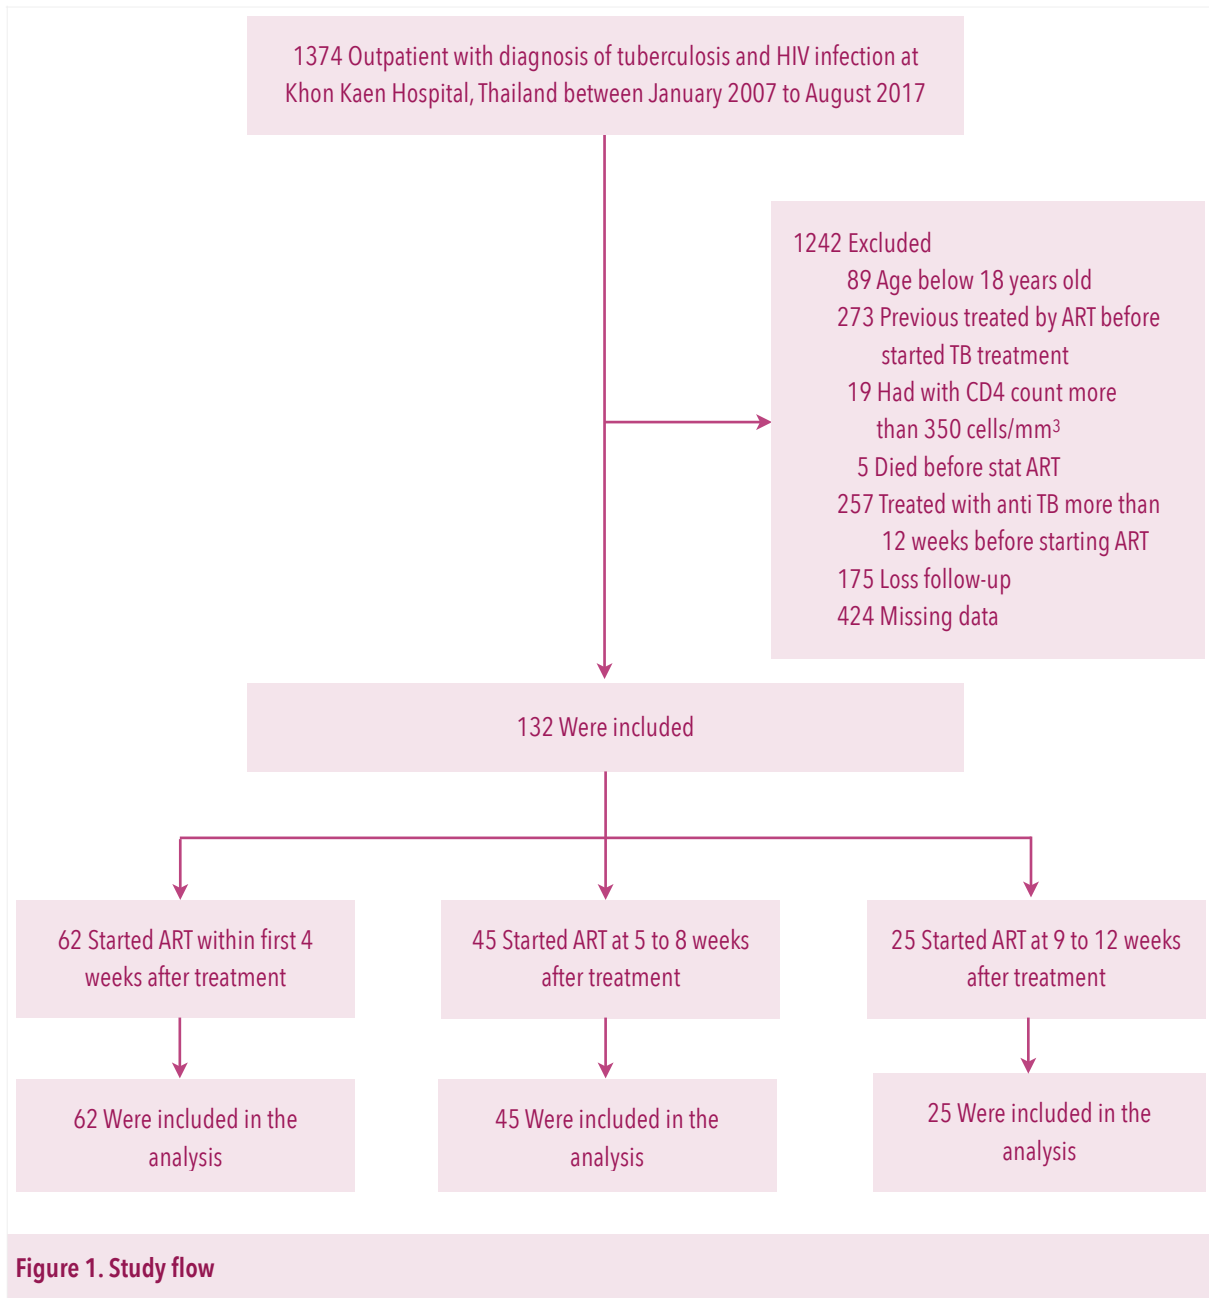 1374 Outpatient with diagnosis of tuberculosis and HIV infection at
Khon Kaen Hospital, Thailand between January 2007 to August 2017
1242 Excluded
89 Age below 18 years old
273 Previous treated by ART before
started TB treatment
19 Had with CD4 count more
than 350 cells/mm³
5 Died before stat ART
257 Treated with anti TB more than
12 weeks before starting ART
175 Loss follow-up
424 Missing data
132 Were included
62 Started ART within first 4
weeks after treatment
45 Started ART at 5 to 8 weeks
after treatment
25 Started ART at 9 to 12 weeks
after treatment
62 Were included in the
analysis
45 Were included in the
analysis
25 Were included in the
analysis
Figure 1. Study flow